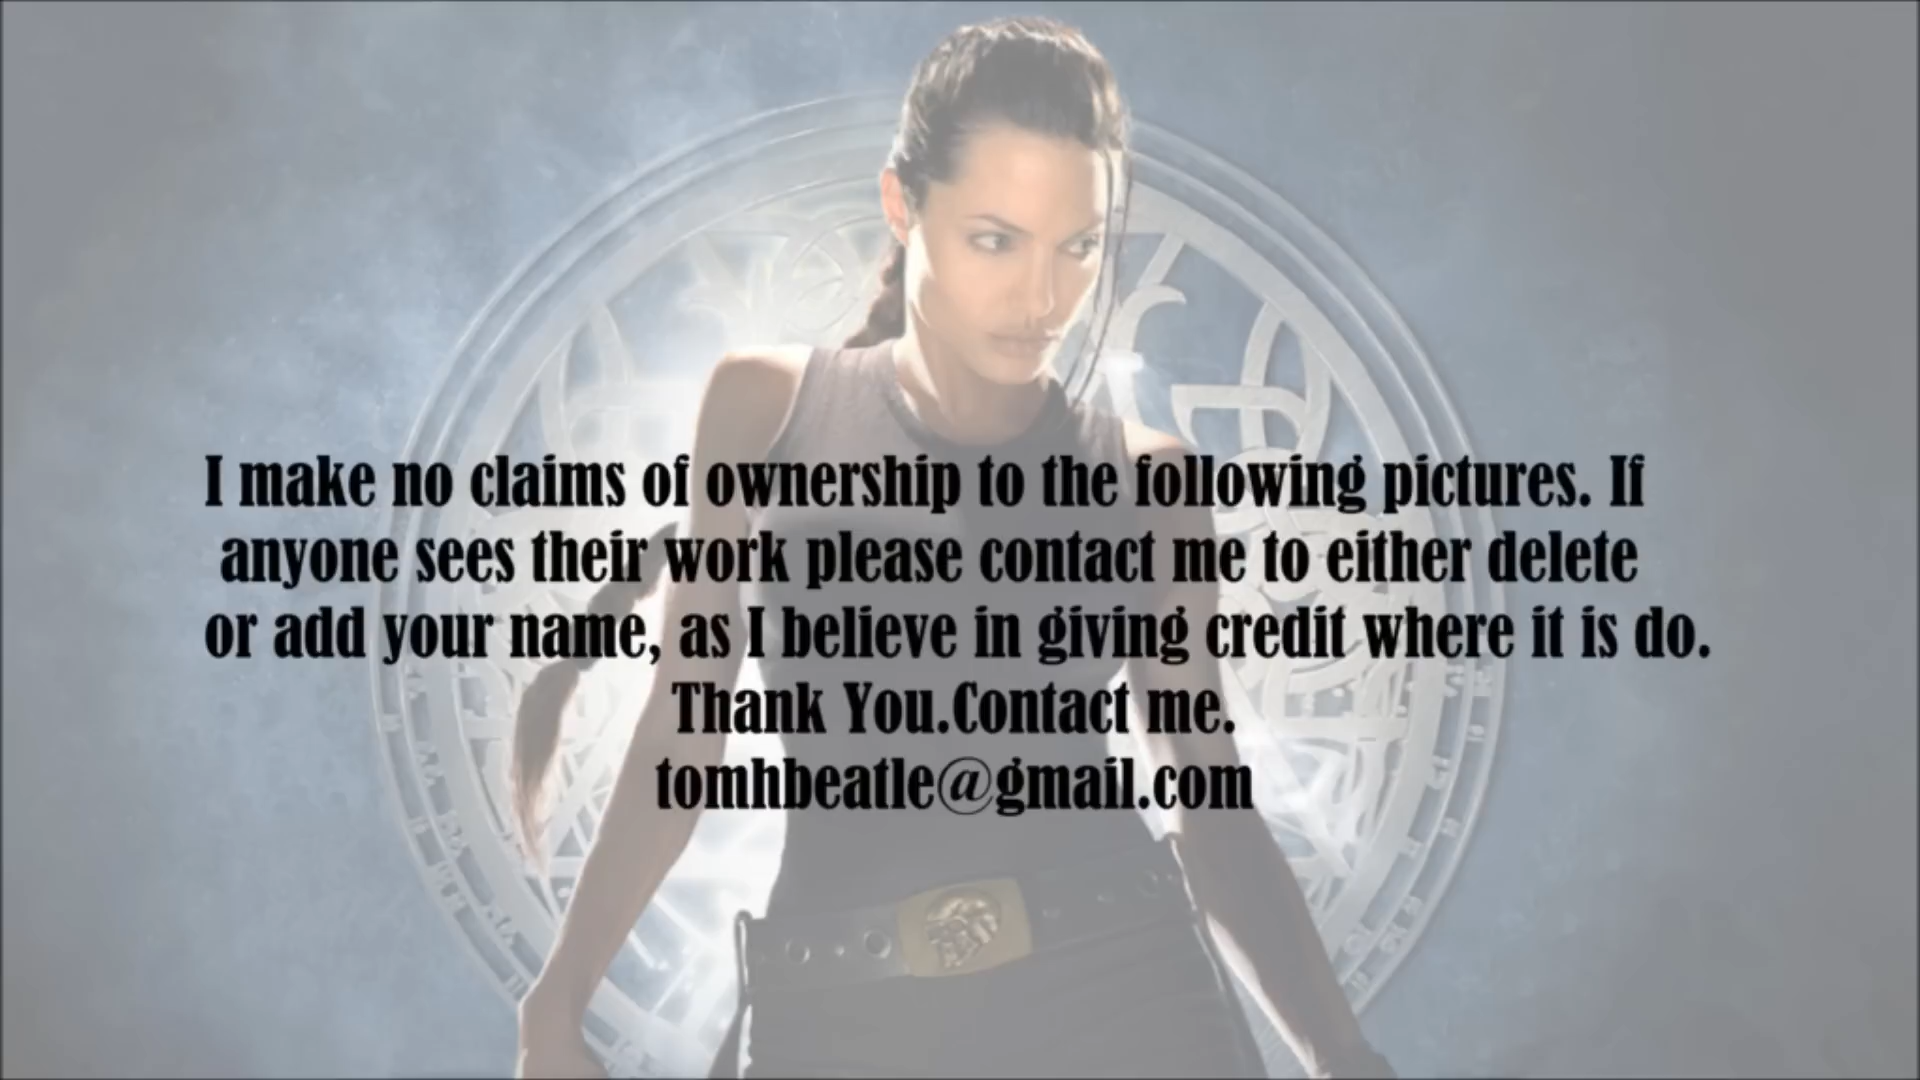 I make no claims of ownership to the following pictures. If
anyone sees their work please contact me to either delete
or add your name, as I believe in giving credit where it is do.
Thank You.Contact me.
tomhbeatle@gmail.com